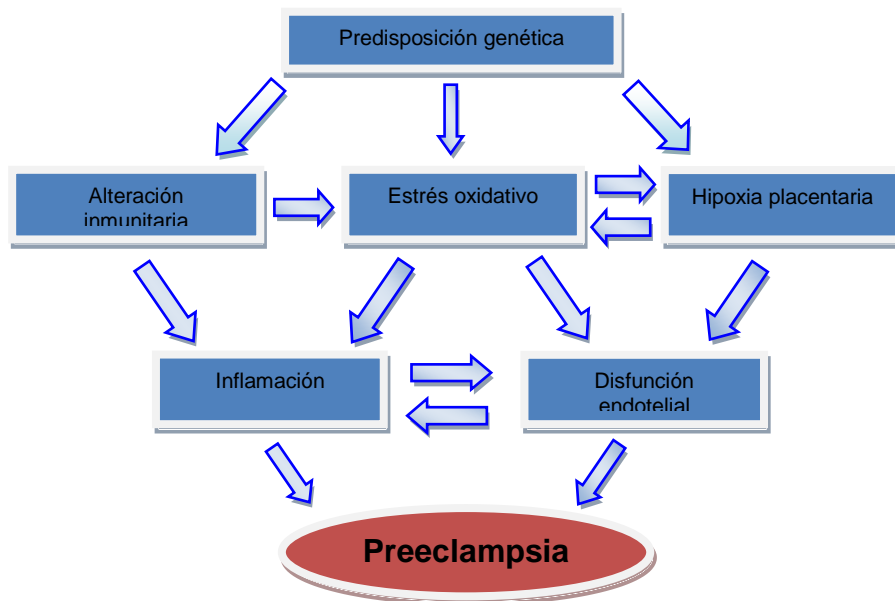 Predisposición genética
Alteración
inmunitaria
Estrés oxidativo
Hipoxia placentaria
Inflamación
Disfunción
endotelial
Preeclampsia